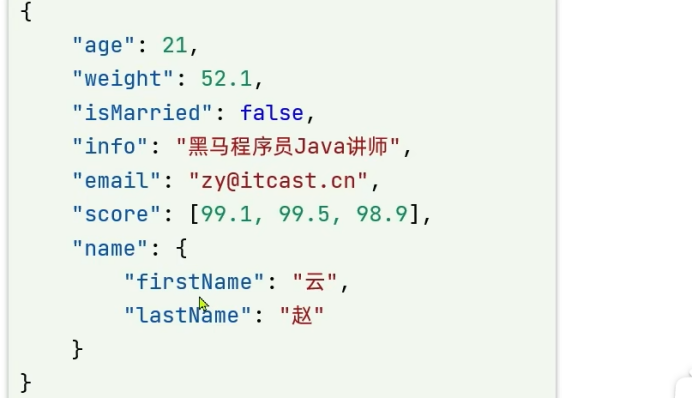 {
    "age": 21,
    "weight": 52.1,
    "isMarried": false,
    "info": "黑马程序员Java讲师",
    "email": "zy@itcast.cn",
    "score": [99.1, 99.5, 98.9],
    "name": {
        "firstName": "云",
        "lastName": "赵"
    }
}